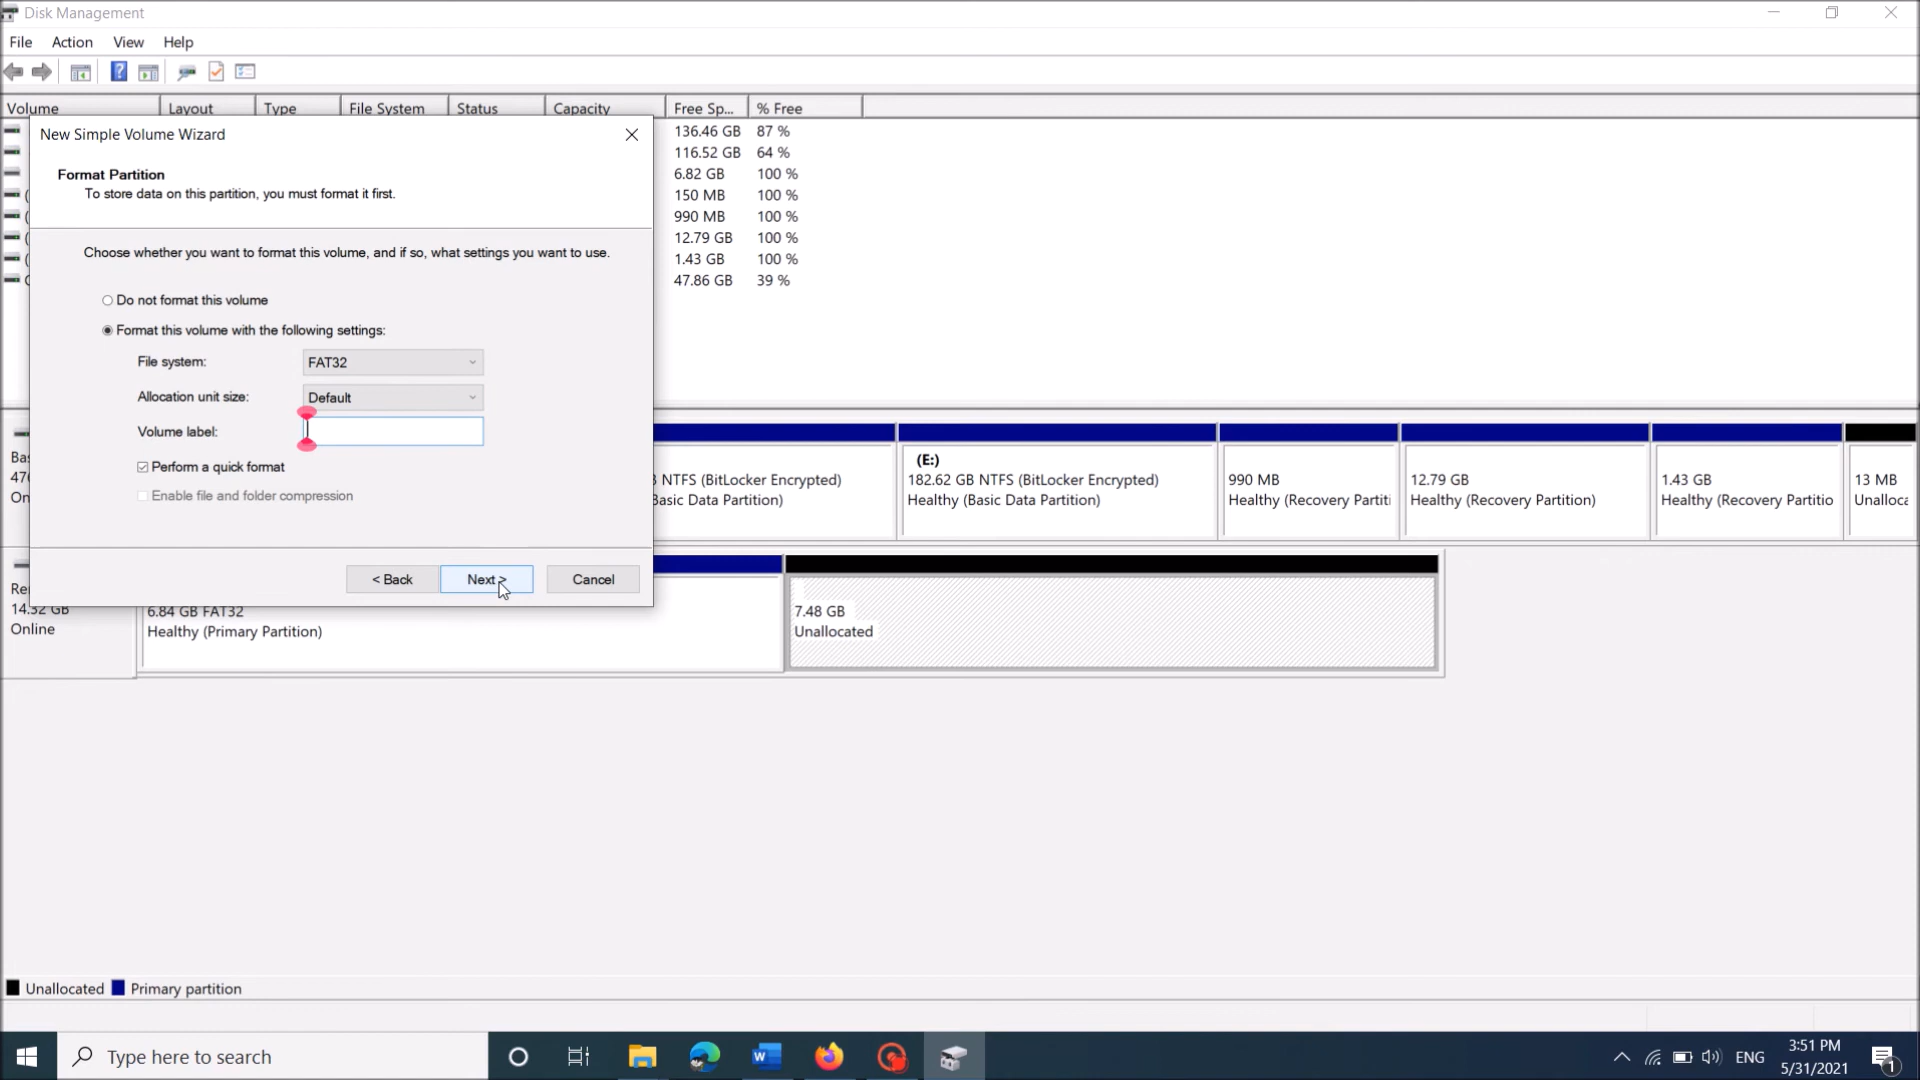 Disk Management
File Action View Help
Volume Layout Type File System Status Capacity Free Sp... % Free
136.46 GB 87 %
116.52 GB 64 %
6.82 GB 100 %
150 MB 100 %
990 MB 100 %
12.79 GB 100 %
1.43 GB 100 %
47.86 GB 39 %
New Simple Volume Wizard
Format Partition
To store data on this partition, you must format it first.
Choose whether you want to format this volume, and if so, what settings you want to use.
Do not format this volume
Format this volume with the following settings:
File system: FAT32
Allocation unit size: Default
Volume label:
Perform a quick format
Enable file and folder compression
< Back Next > Cancel
Bas
On
NTFS (BitLocker Encrypted)
Basic Data Partition)
(E:)
182.62 GB NTFS (BitLocker Encrypted)
Healthy (Basic Data Partition)
990 MB
Healthy (Recovery Partiti
12.79 GB
Healthy (Recovery Partition)
1.43 GB
Healthy (Recovery Partitio
13 MB
Unalloca
Re
14.32 GB
Online
6.84 GB FAT32
Healthy (Primary Partition)
7.48 GB
Unallocated
Unallocated Primary partition
Type here to search
ENG
3:51 PM
5/31/2021
1